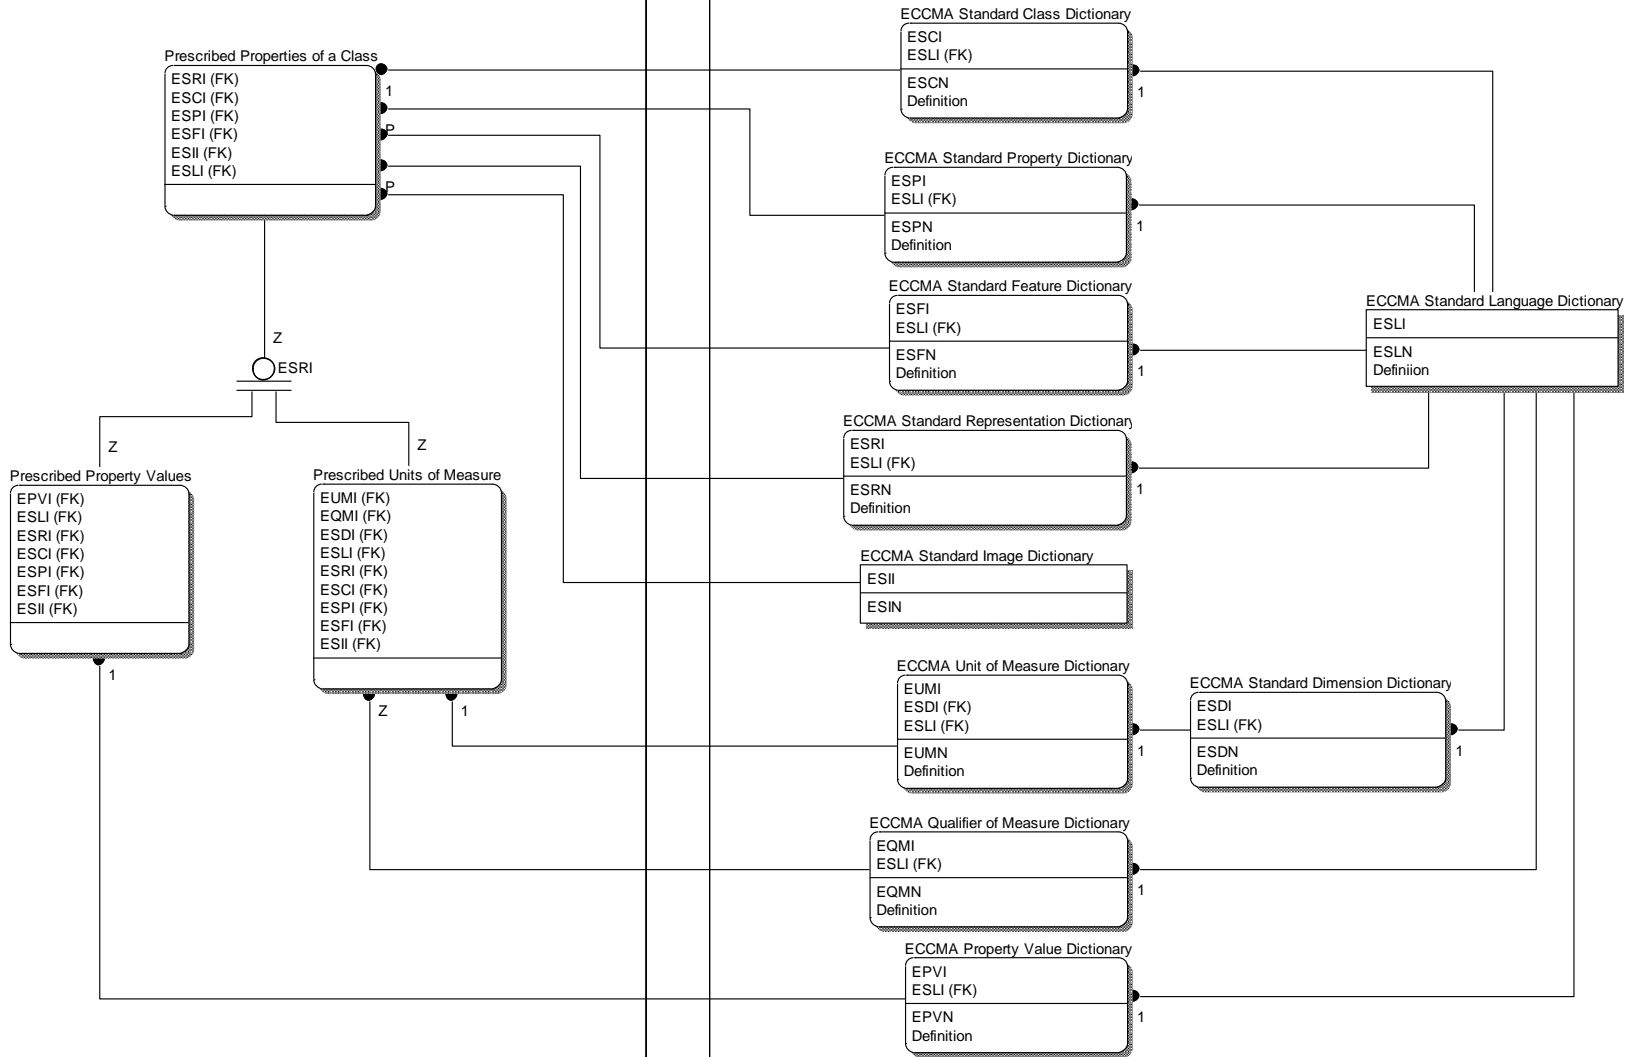 Prescribed Properties of a Class
ESRI (FK)
ESCI (FK)
ESPI (FK)
ESFI (FK)
ESII (FK)
ESLI (FK)
1
P
P
Z
ESRI
Z
Z
Prescribed Property Values
EPVI (FK)
ESLI (FK)
ESRI (FK)
ESCI (FK)
ESPI (FK)
ESFI (FK)
ESII (FK)
1
Prescribed Units of Measure
EUMI (FK)
EQMI (FK)
ESDI (FK)
ESLI (FK)
ESRI (FK)
ESCI (FK)
ESPI (FK)
ESFI (FK)
ESII (FK)
Z
1
ECCMA Standard Class Dictionary
ESCI
ESLI (FK)
ESCN
Definition
1
ECCMA Standard Property Dictionary
ESPI
ESLI (FK)
ESPN
Definition
1
ECCMA Standard Feature Dictionary
ESFI
ESLI (FK)
ESFN
Definition
1
ECCMA Standard Representation Dictionary
ESRI
ESLI (FK)
ESRN
Definition
1
ECCMA Standard Image Dictionary
ESII
ESIN
ECCMA Unit of Measure Dictionary
EUMI
ESDI (FK)
ESLI (FK)
EUMN
Definition
1
ECCMA Standard Dimension Dictionary
ESDI
ESLI (FK)
ESDN
Definition
1
ECCMA Qualifier of Measure Dictionary
EQMI
ESLI (FK)
EQMN
Definition
1
ECCMA Property Value Dictionary
EPVI
ESLI (FK)
EPVN
Definition
1
ECCMA Standard Language Dictionary
ESLI
ESLN
Definiion